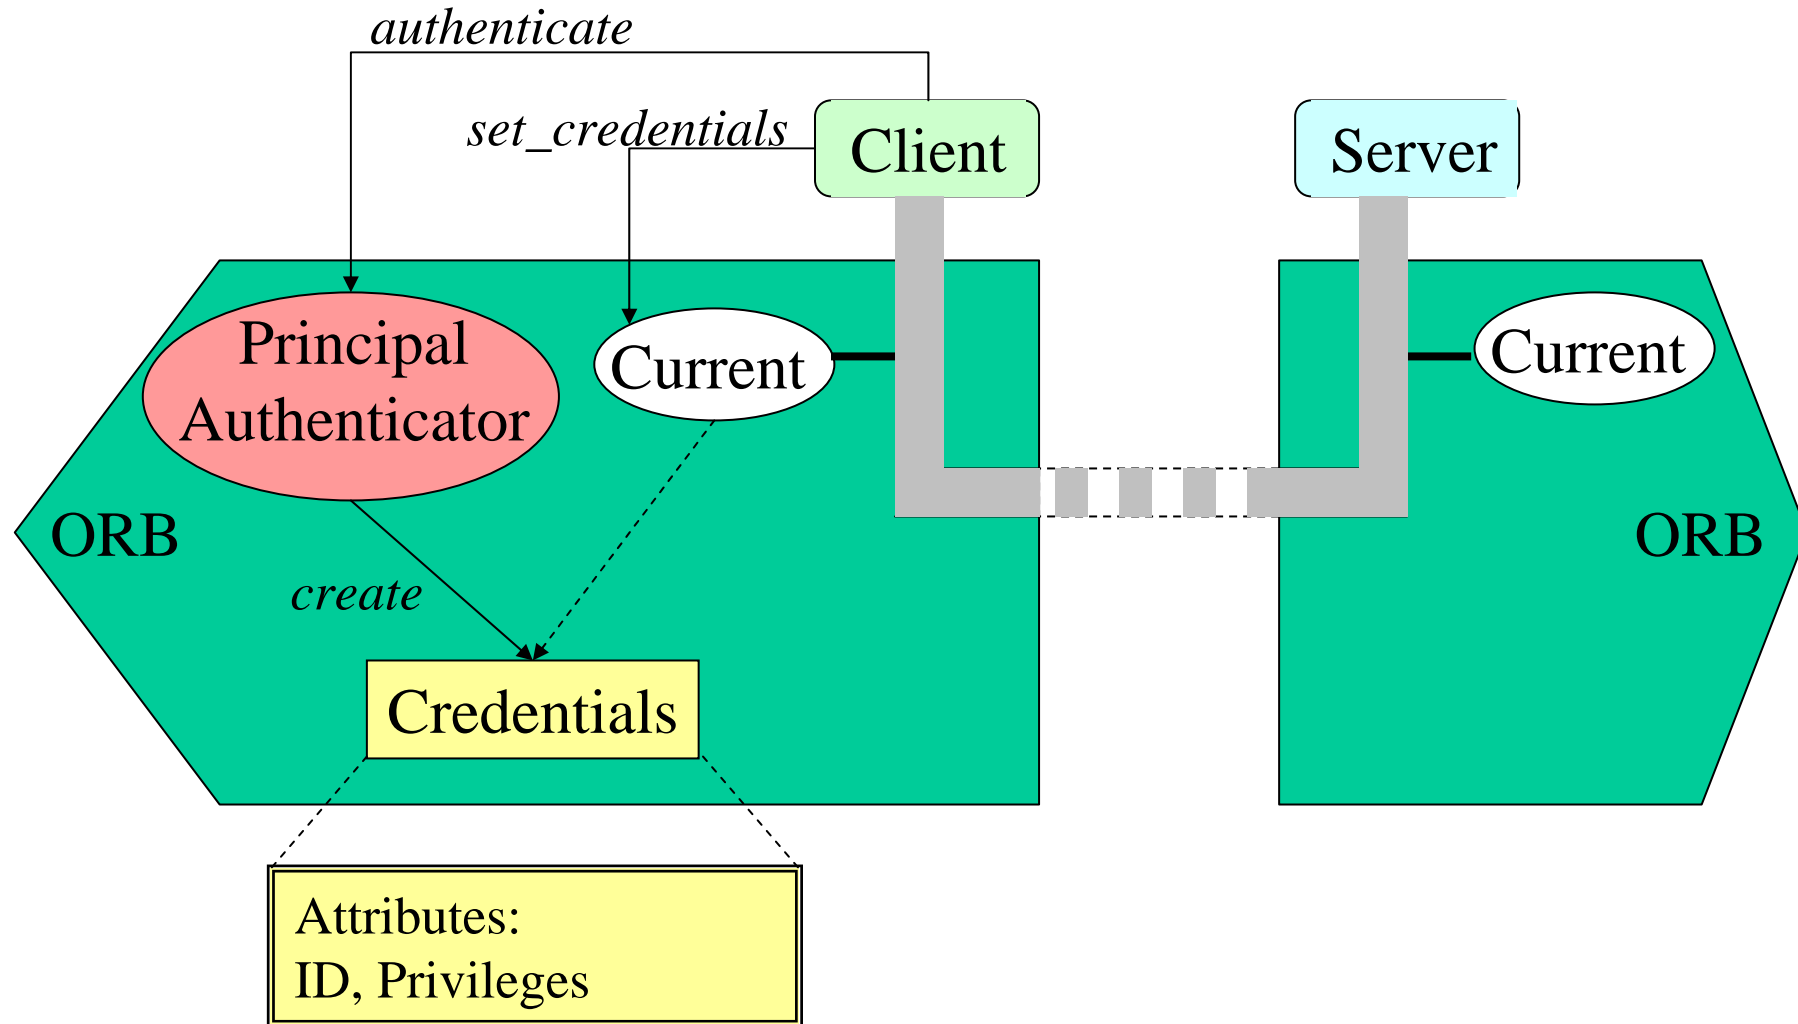 authenticate
set_credentials
Client
Server
Principal
Authenticator
Current
Current
ORB
ORB
create
Credentials
Attributes:
ID, Privileges